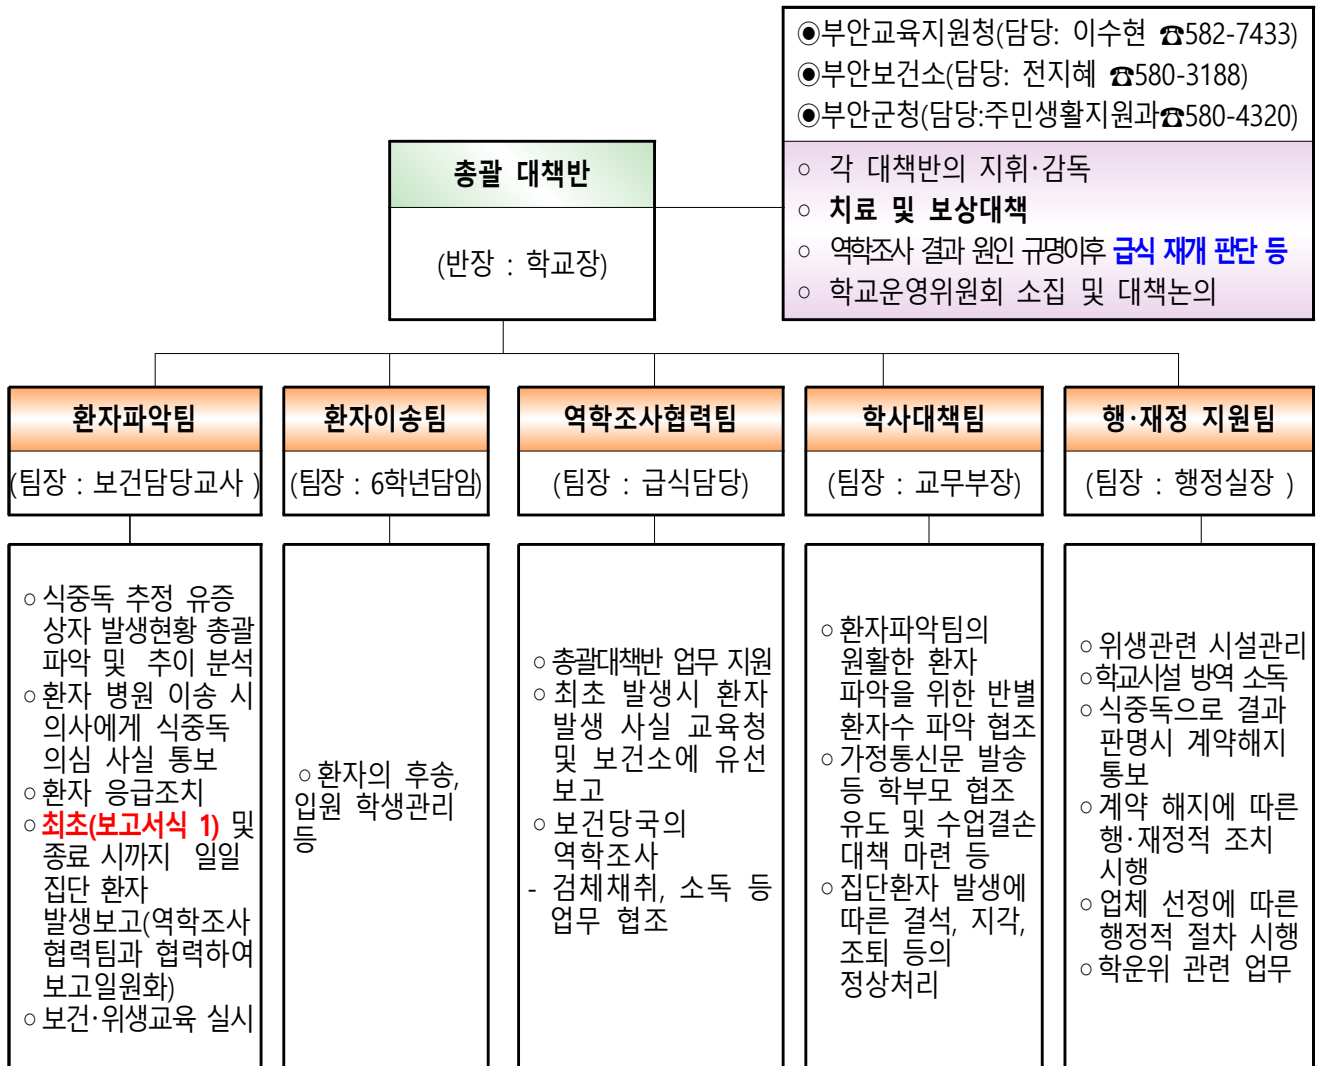 ◉부안교육지원청(담당: 이수현 ☎582-7433)
◉부안보건소(담당: 전지혜 ☎580-3188)
◉부안군청(담당:주민생활지원과☎580-4320)
총괄 대책반
(반장 : 학교장)
○ 각 대책반의 지휘·감독
○ 치료 및 보상대책
○ 역학조사 결과 원인 규명이후 급식 재개 판단 등
○ 학교운영위원회 소집 및 대책논의
환자파악팀
(팀장 : 보건담당교사 )
○식중독 추정 유증
상자 발생현황 총괄
파악 및 추이 분석
○환자 병원 이송 시
의사에게 식중독
의심 사실 통보
○환자 응급조치
○최초(보고서식 1) 및
종료 시까지 일일
집단 환자
발생보고(역학조사
협력팀과 협력하여
보고일원화)
○보건·위생교육 실시
환자이송팀
(팀장 : 6학년담임)
○환자의 후송,
입원 학생관리
등
역학조사협력팀
(팀장 : 급식담당)
○총괄대책반 업무 지원
○최초 발생시 환자
발생 사실 교육청
및 보건소에 유선
보고
○보건당국의
역학조사
- 검체채취, 소독 등
업무 협조
학사대책팀
(팀장 : 교무부장)
○환자파악팀의
원활한 환자
파악을 위한 반별
환자수 파악 협조
○가정통신문 발송
등 학부모 협조
유도 및 수업결손
대책 마련 등
○집단환자 발생에
따른 결석, 지각,
조퇴 등의
정상처리
행·재정 지원팀
(팀장 : 행정실장 )
○위생관련 시설관리
○학교시설 방역 소독
○식중독으로 결과
판명시 계약해지
통보
○계약 해지에 따른
행·재정적 조치
시행
○업체 선정에 따른
행정적 절차 시행
○학운위 관련 업무